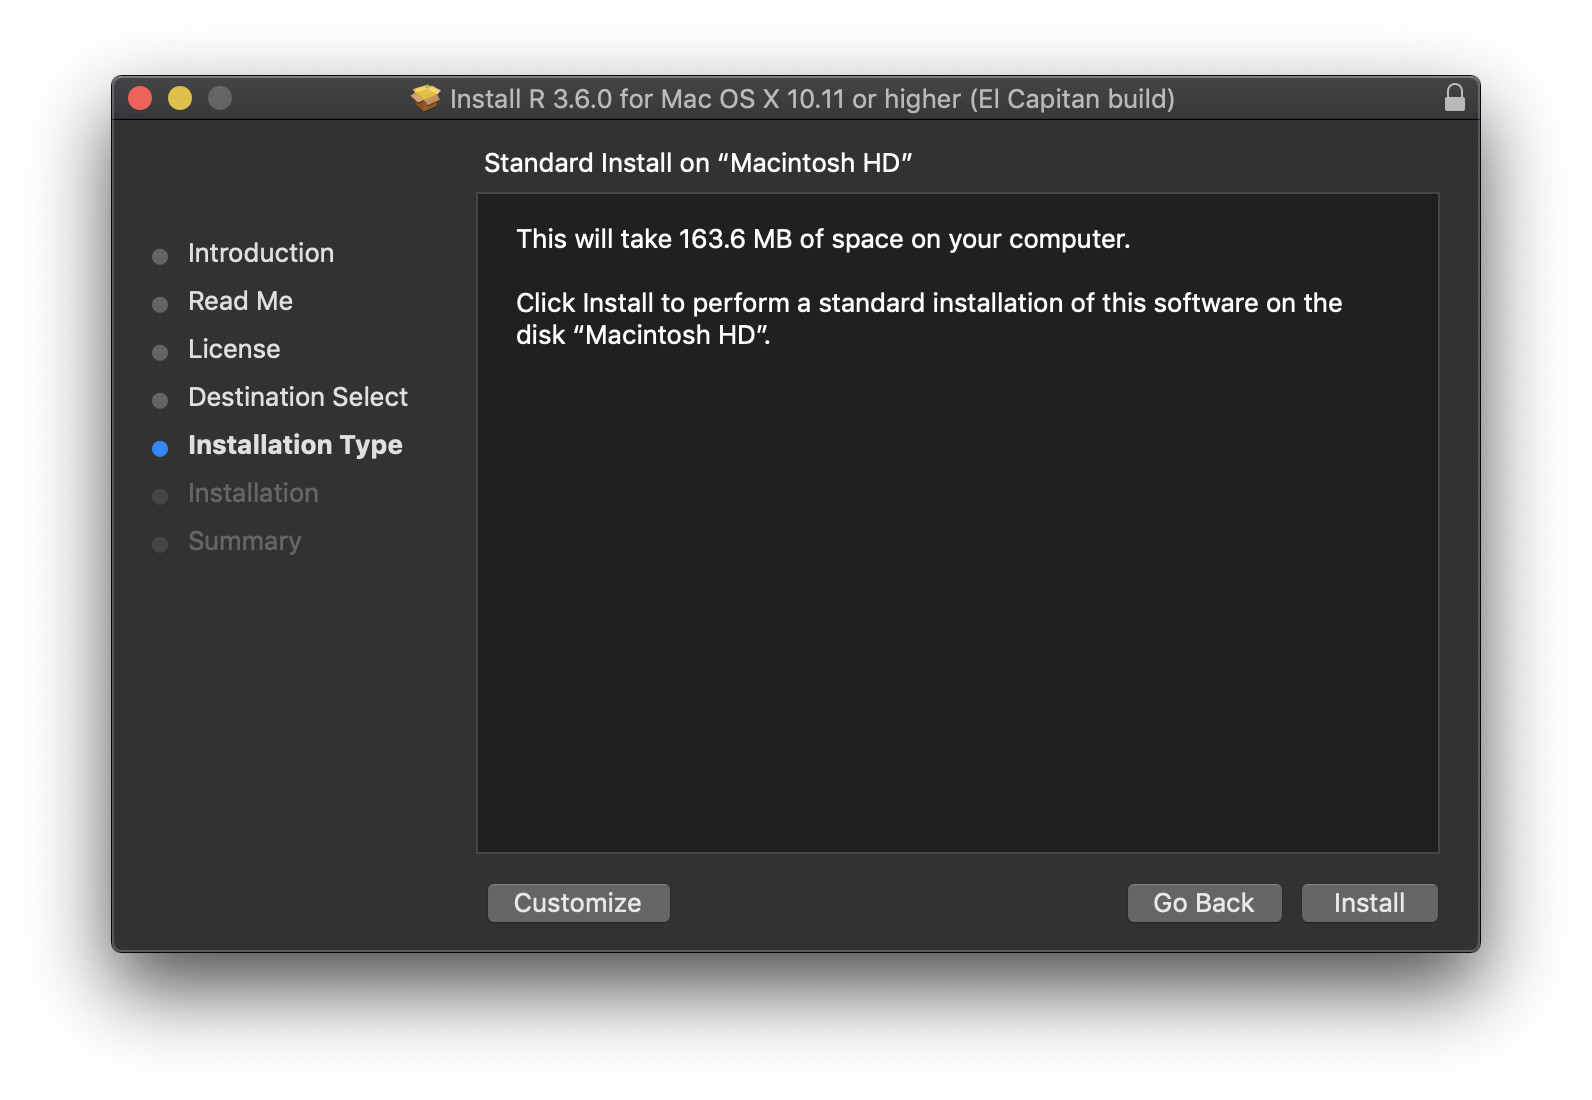 Install R 3.6.0 for Mac OS X 10.11 or higher (El Capitan build)
Standard Install on “Macintosh HD”
Introduction
Read Me
License
Destination Select
Installation Type
Installation
Summary
This will take 163.6 MB of space on your computer.
Click Install to perform a standard installation of this software on the
disk “Macintosh HD”.
Customize
Go Back
Install